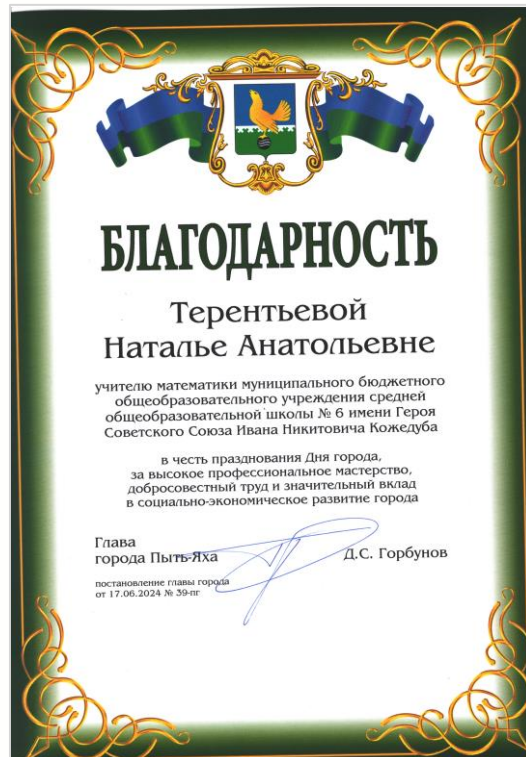 БЛАГОДАРНОСТЬ
Терентьевой
Наталье Анатольевне
учителю математики муниципального бюджетного
общеобразовательного учреждения средней
общеобразовательной школы № 6 имени Героя
Советского Союза Ивана Никитовича Кожедуба
в честь празднования Дня города,
за высокое профессиональное мастерство,
добросовестный труд и значительный вклад
в социально-экономическое развитие города
Глава
города Пыть-Яха Д.С. Горбунов
постановление главы города
от 17.06.2024 № 39-пг